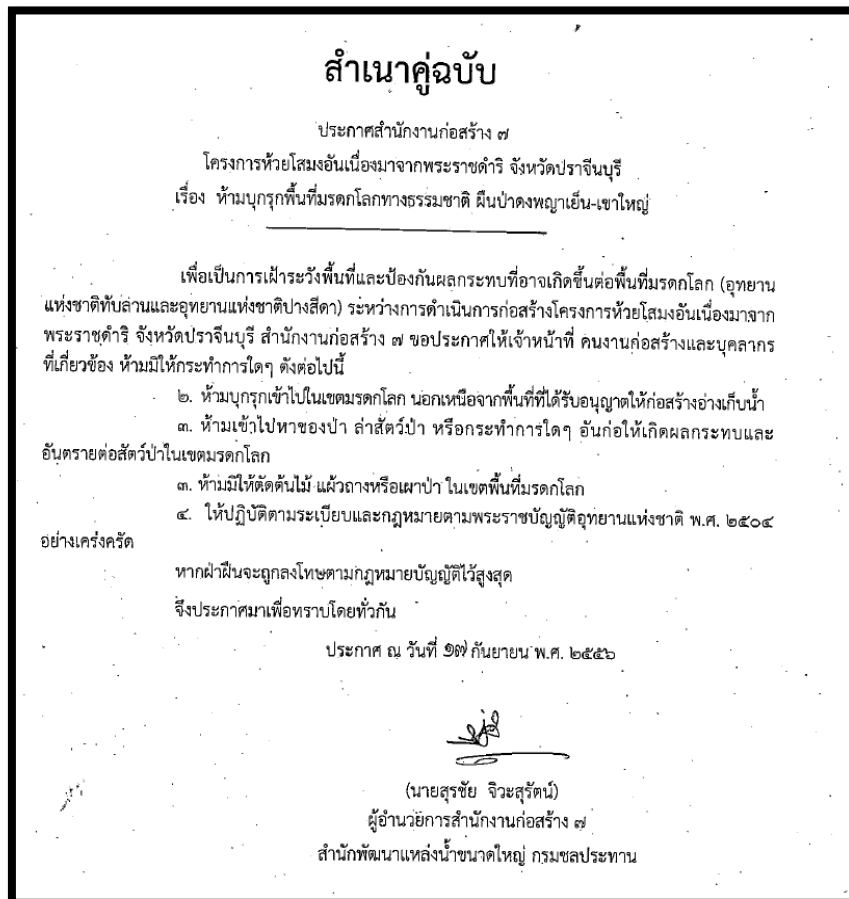 สำเนาคู่ฉบับ
ประกาศสำนักงานก่อสร้าง ๗
โครงการห้วยโสมงอันเนื่องมาจากพระราชดำริ จังหวัดปราจีนบุรี
เรื่อง ห้ามบุกรุกพื้นที่มรดกโลกทางธรรมชาติ ผืนป่าดงพญาเย็น-เขาใหญ่
เพื่อเป็นการเฝ้าระวังพื้นที่และป้องกันผลกระทบที่อาจเกิดขึ้นต่อพื้นที่มรดกโลก (อุทยาน
แห่งชาติทับลานและอุทยานแห่งชาติปางสีดา) ระหว่างการดำเนินการก่อสร้างโครงการห้วยโสมงอันเนื่องมาจาก
พระราชดำริ จังหวัดปราจีนบุรี สำนักงานก่อสร้าง ๗ ขอประกาศให้เจ้าหน้าที่ คนงานก่อสร้างและบุคลากร
ที่เกี่ยวข้อง ห้ามมิให้กระทำการใดๆ ดังต่อไปนี้
๒. ห้ามบุกรุกเข้าไปในเขตมรดกโลก นอกเหนือจากพื้นที่ที่ได้รับอนุญาตให้ก่อสร้างอ่างเก็บน้ำ
๓. ห้ามเข้าไปหาของป่า ล่าสัตว์ป่า หรือกระทำการใดๆ อันก่อให้เกิดผลกระทบและ
อันตรายต่อสัตว์ป่าในเขตมรดกโลก
๓. ห้ามมิให้ตัดต้นไม้ แผ้วถางหรือเผาป่า ในเขตพื้นที่มรดกโลก
๔. ให้ปฏิบัติตามระเบียบและกฎหมายตามพระราชบัญญัติอุทยานแห่งชาติ พ.ศ. ๒๕๐๔
อย่างเคร่งครัด
หากฝ่าฝืนจะถูกลงโทษตามกฎหมายบัญญัติไว้สูงสุด
จึงประกาศมาเพื่อทราบโดยทั่วกัน
ประกาศ ณ วันที่ ๑๗ กันยายน พ.ศ. ๒๕๕๖
(นายสุรชัย จิวะสุรัตน์)
ผู้อำนวยการสำนักงานก่อสร้าง ๗
สำนักพัฒนาแหล่งน้ำขนาดใหญ่ กรมชลประทาน